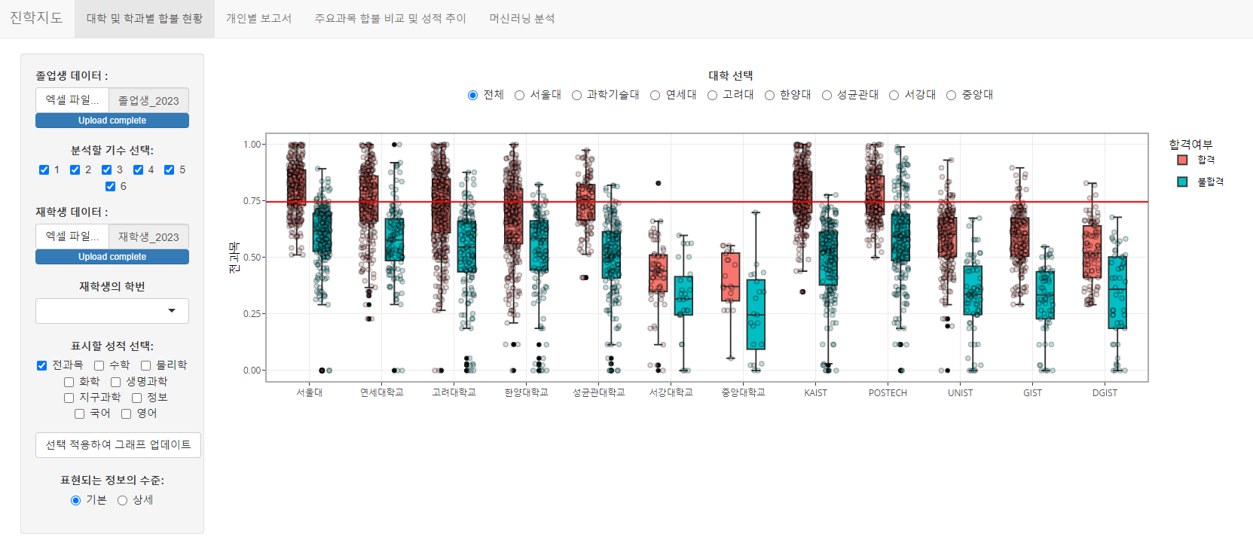 진학지도 대학 및 학과별 합불 현황 개인별 보고서 주요과목 합불 비교 및 성적 추이 머신러닝 분석
졸업생 데이터 :
엑셀 파일... 졸업생_2023
Upload complete
분석할 기수 선택:
1 2 3 4 5
6
재학생 데이터 :
엑셀 파일... 재학생_2023
Upload complete
재학생의 학번
표시할 성적 선택:
전과목 수학 물리학
화학 생명과학
지구과학 정보
국어 영어
선택 적용하여 그래프 업데이트
표현되는 정보의 수준:
기본 상세
대학 선택
전체 서울대 과학기술대 연세대 고려대 한양대 성균관대 서강대 중앙대
전과목
1.00
0.75
0.50
0.25
0.00
서울대 연세대학교 고려대학교 한양대학교 성균관대학교 서강대학교 중앙대학교 KAIST POSTECH UNIST GIST DGIST
합격여부
합격
불합격